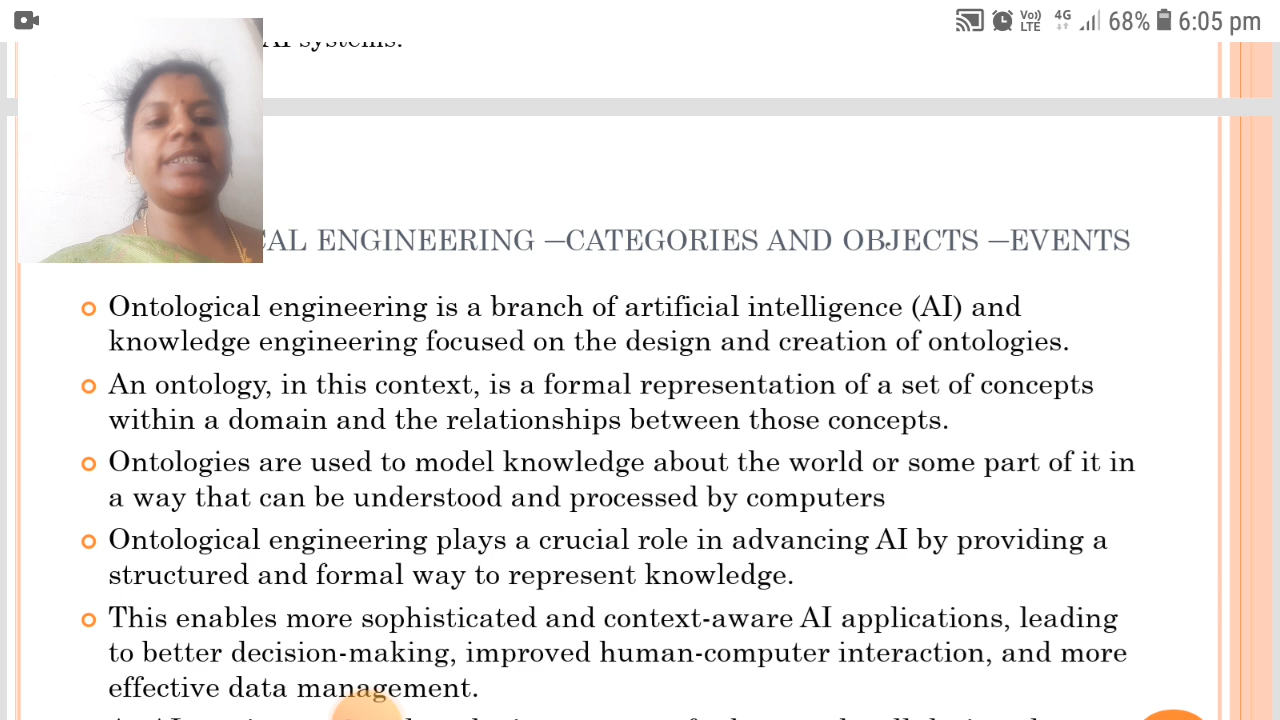 Vo)) 4G 68% 6:05 pm
LTE
AI systems.
CAL ENGINEERING –CATEGORIES AND OBJECTS –EVENTS
Ontological engineering is a branch of artificial intelligence (AI) and
knowledge engineering focused on the design and creation of ontologies.
An ontology, in this context, is a formal representation of a set of concepts
within a domain and the relationships between those concepts.
Ontologies are used to model knowledge about the world or some part of it in
a way that can be understood and processed by computers
Ontological engineering plays a crucial role in advancing AI by providing a
structured and formal way to represent knowledge.
This enables more sophisticated and context-aware AI applications, leading
to better decision-making, improved human-computer interaction, and more
effective data management.